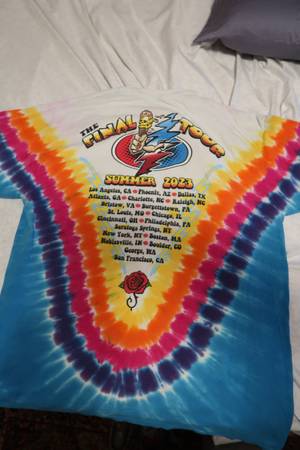 THE FINAL TOUR
SUMMER 2023
Los Angeles, CA Phoenix, AZ Dallas, TX
Atlanta, GA Charlotte, NC Raleigh, NC
Bristow, VA Burgettstown, PA
St. Louis, MO Chicago, IL
Cincinnati, OH Philadelphia, PA
Saratoga Springs, NY
New York, NY Boston, MA
Noblesville, IN Boulder, CO
George, WA
San Francisco, CA